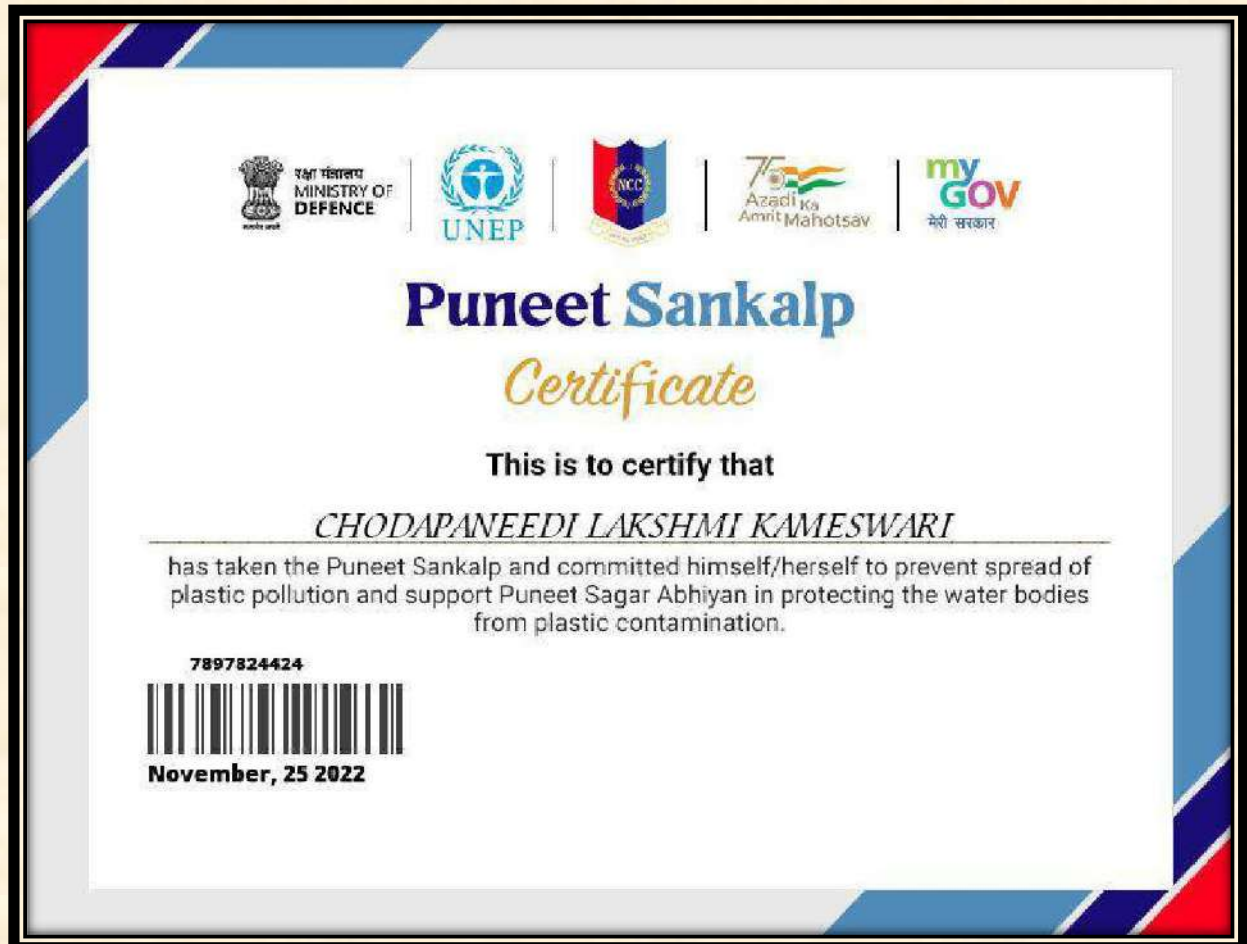 रक्षा मंत्रालय
MINISTRY OF
DEFENCE
UNEP
NCC
75
Azadi Ka
Amrit Mahotsav
my
GOV
मेरी सरकार
Puneet Sankalp
Certificate
This is to certify that
CHODAPANEEDI LAKSHMI KAMESWARI
has taken the Puneet Sankalp and committed himself/herself to prevent spread of
plastic pollution and support Puneet Sagar Abhiyan in protecting the water bodies
from plastic contamination.
7897824424
November, 25 2022